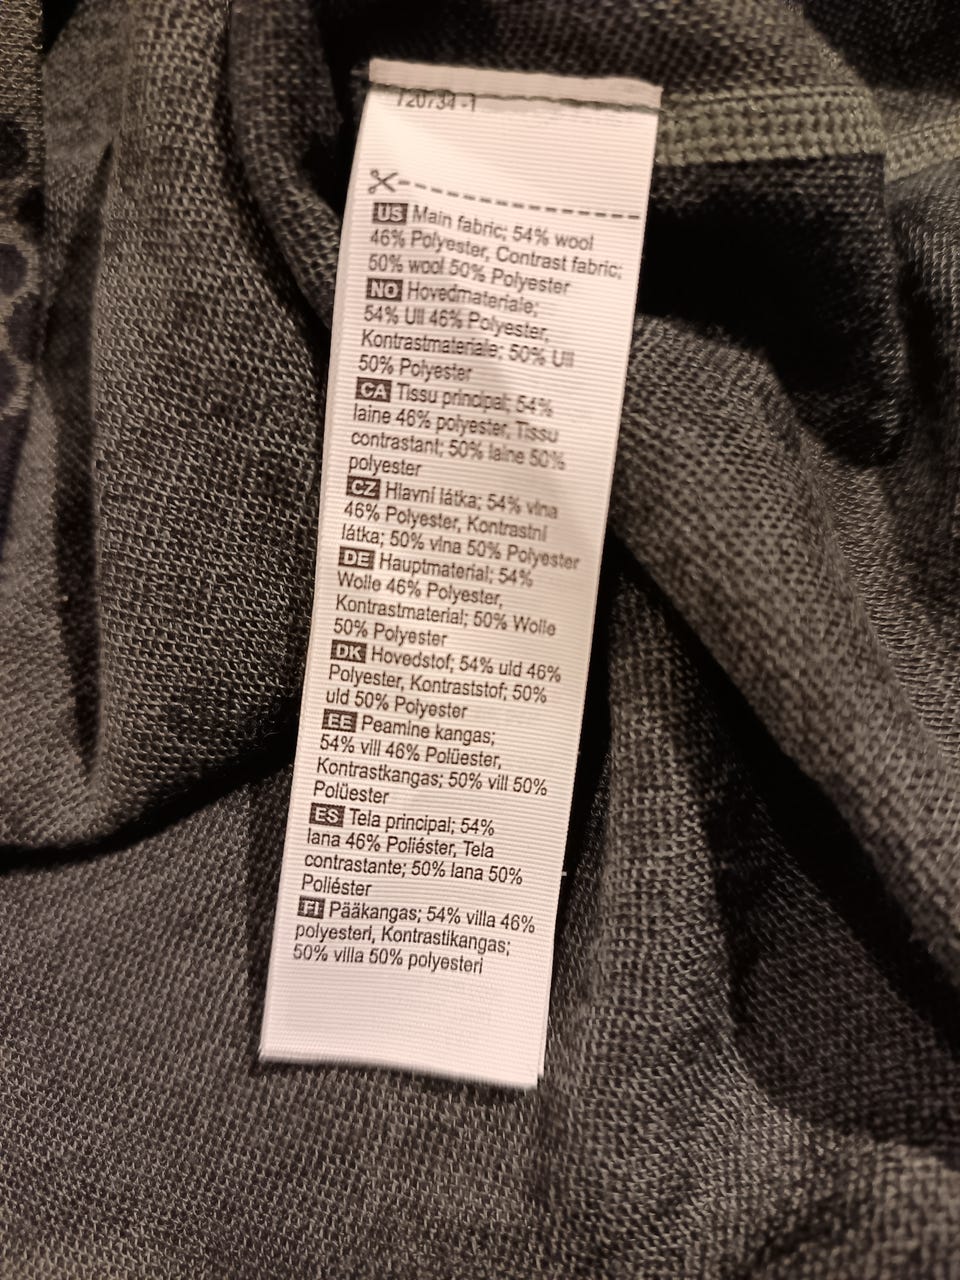 720734-1
US Main fabric; 54% wool
46% Polyester, Contrast fabric;
50% wool 50% Polyester
NO Hovedmateriale;
54% Ull 46% Polyester,
Kontrastmateriale; 50% Ull
50% Polyester
CA Tissu principal; 54%
laine 46% polyester, Tissu
contrastant; 50% laine 50%
polyester
CZ Hlavní látka; 54% vlna
46% Polyester, Kontrastní
látka; 50% vlna 50% Polyester
DE Hauptmaterial; 54%
Wolle 46% Polyester,
Kontrastmaterial; 50% Wolle
50% Polyester
DK Hovedstof; 54% uld 46%
Polyester, Kontraststof; 50%
uld 50% Polyester
EE Peamine kangas;
54% vill 46% Polüester,
Kontrastkangas; 50% vill 50%
Polüester
ES Tela principal; 54%
lana 46% Poliéster, Tela
contrastante; 50% lana 50%
Poliéster
FI Pääkangas; 54% villa 46%
polyesteri, Kontrastikangas;
50% villa 50% polyesteri